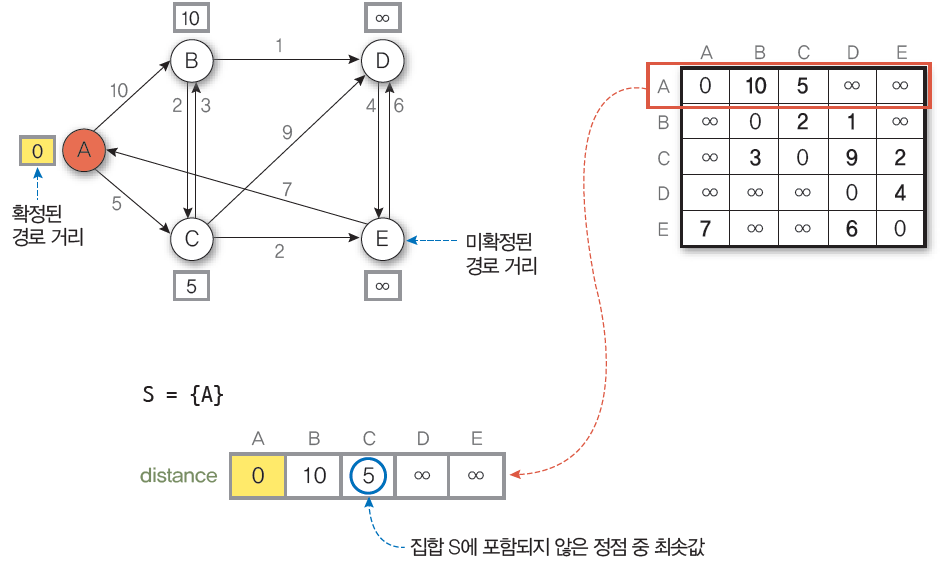 10
∞
B
1
D
10
2
3
4
6
9
0
A
7
확정된
경로 거리
5
C
2
E
미확정된
경로 거리
5
∞
A B C D E
A 0 10 5 ∞ ∞
B ∞ 0 2 1 ∞
C ∞ 3 0 9 2
D ∞ ∞ ∞ 0 4
E 7 ∞ ∞ 6 0
S = {A}
A B C D E
distance 0 10 5 ∞ ∞
집합 S에 포함되지 않은 정점 중 최솟값